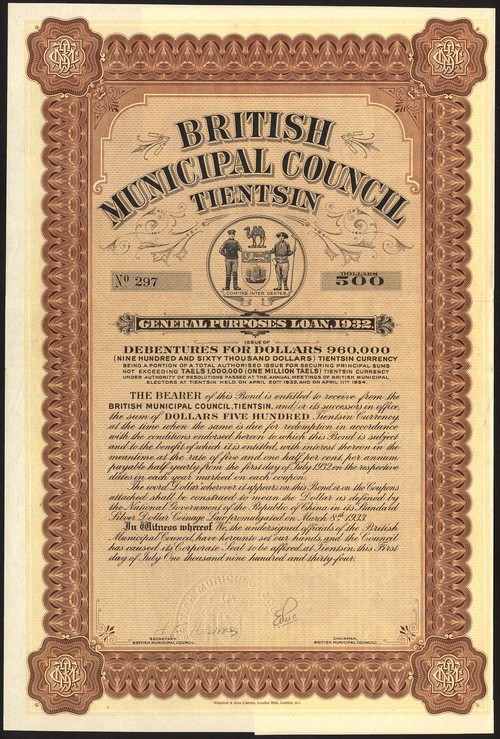 BRITISH
MUNICIPAL COUNCIL
TIENTSIN
COMITAS INTER GENTES
Nº 297
DOLLARS
500
GENERAL PURPOSES LOAN, 1932
ISSUE OF
DEBENTURES FOR DOLLARS 960,000
(NINE HUNDRED AND SIXTY THOUSAND DOLLARS) TIENTSIN CURRENCY
BEING A PORTION OF A TOTAL AUTHORISED ISSUE FOR SECURING PRINCIPAL SUMS
NOT EXCEEDING TAELS 1,000,000 (ONE MILLION TAELS) TIENTSIN CURRENCY
UNDER AUTHORITY OF RESOLUTIONS PASSED AT THE ANNUAL MEETINGS OF BRITISH MUNICIPAL
ELECTORS AT TIENTSIN HELD ON APRIL 20TH 1932, AND ON APRIL 11TH 1934.
THE BEARER of this Bond is entitled to receive from the
BRITISH MUNICIPAL COUNCIL, TIENTSIN, and/or its successors in office,
the sum of DOLLARS FIVE HUNDRED Tientsin Currency,
at the time when the same is due for redemption in accordance
with the conditions endorsed hereon to which this Bond is subject
and to the benefit of which it is entitled, with interest thereon in the
meantime at the rate of five and one half per cent. per annum
payable half yearly from the first day of July 1932 on the respective
dates in each year marked on each coupon.
The word Dollar wherever it appears on this Bond or on the Coupons
attached shall be construed to mean the Dollar as defined by
the National Government of the Republic of China in its Standard
Silver Dollar Coinage Law promulgated on March 8th 1933.
In Witness whereof We, the undersigned officials of the British
Municipal Council, have hereunto set our hands, and the Council
has caused its Corporate Seal to be affixed, at Tientsin, this First
day of July One thousand nine hundred and thirty-four.
SECRETARY,
BRITISH MUNICIPAL COUNCIL.
CHAIRMAN,
BRITISH MUNICIPAL COUNCIL.
Waterlow & Sons Limited, London Wall, London, E.C.